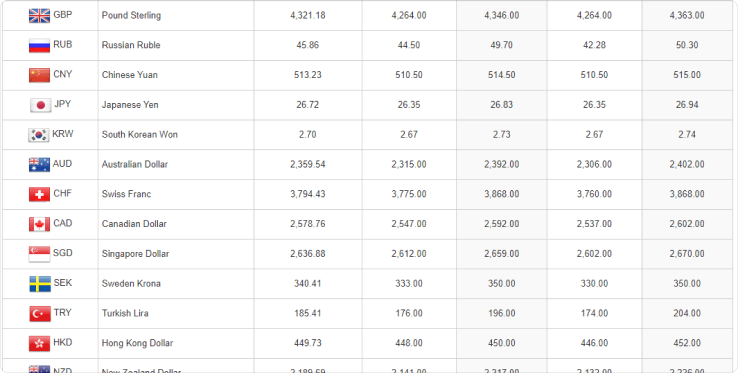 GBP Pound Sterling 4,321.18 4,264.00 4,346.00 4,264.00 4,363.00
RUB Russian Ruble 45.86 44.50 49.70 42.28 50.30
CNY Chinese Yuan 513.23 510.50 514.50 510.50 515.00
JPY Japanese Yen 26.72 26.35 26.83 26.35 26.94
KRW South Korean Won 2.70 2.67 2.73 2.67 2.74
AUD Australian Dollar 2,359.54 2,315.00 2,392.00 2,306.00 2,402.00
CHF Swiss Franc 3,794.43 3,775.00 3,868.00 3,760.00 3,868.00
CAD Canadian Dollar 2,578.76 2,547.00 2,592.00 2,537.00 2,602.00
SGD Singapore Dollar 2,636.88 2,612.00 2,659.00 2,602.00 2,670.00
SEK Sweden Krona 340.41 333.00 350.00 330.00 350.00
TRY Turkish Lira 185.41 176.00 196.00 174.00 204.00
HKD Hong Kong Dollar 449.73 448.00 450.00 446.00 452.00
NZD New Zealand Dollar 2,141.00 2,132.00